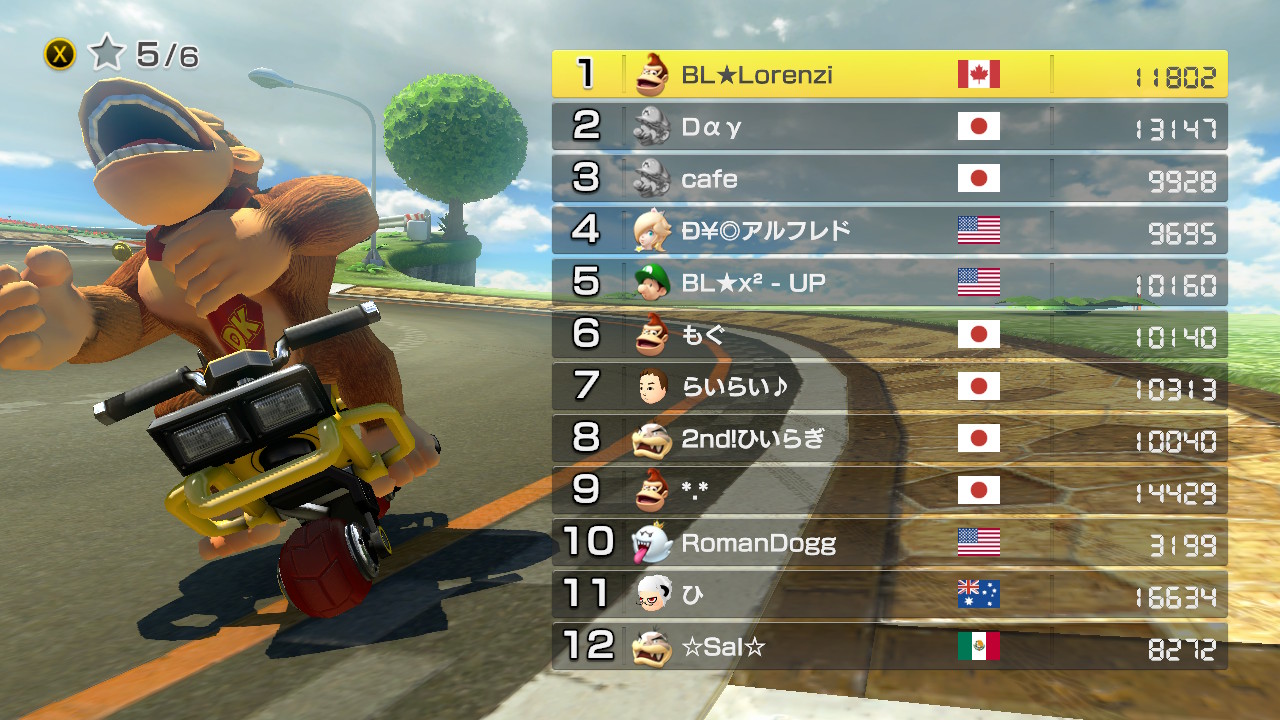 X ☆ 5/6
1 BL★Lorenzi 11802
2 Dαγ 13147
3 cafe 9928
4 Ð¥◎アルフレド 9695
5 BL★x² - UP 10160
6 もぐ 10140
7 らいらい♪ 10313
8 2nd!ひいらぎ 10040
9 *.* 14429
10 RomanDogg 3199
11 ひ 16634
12 ☆Sal☆ 8272
DK